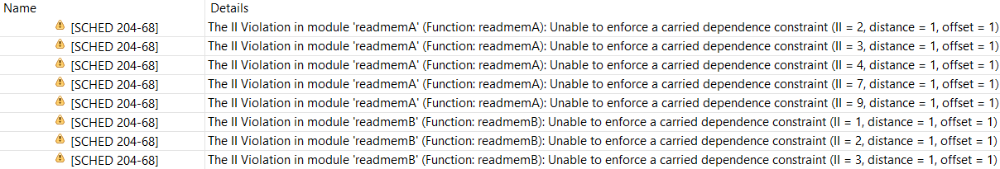 Name Details
[SCHED 204-68] The II Violation in module 'readmemA' (Function: readmemA): Unable to enforce a carried dependence constraint (II = 2, distance = 1, offset = 1)
[SCHED 204-68] The II Violation in module 'readmemA' (Function: readmemA): Unable to enforce a carried dependence constraint (II = 3, distance = 1, offset = 1)
[SCHED 204-68] The II Violation in module 'readmemA' (Function: readmemA): Unable to enforce a carried dependence constraint (II = 4, distance = 1, offset = 1)
[SCHED 204-68] The II Violation in module 'readmemA' (Function: readmemA): Unable to enforce a carried dependence constraint (II = 7, distance = 1, offset = 1)
[SCHED 204-68] The II Violation in module 'readmemA' (Function: readmemA): Unable to enforce a carried dependence constraint (II = 9, distance = 1, offset = 1)
[SCHED 204-68] The II Violation in module 'readmemB' (Function: readmemB): Unable to enforce a carried dependence constraint (II = 1, distance = 1, offset = 1)
[SCHED 204-68] The II Violation in module 'readmemB' (Function: readmemB): Unable to enforce a carried dependence constraint (II = 2, distance = 1, offset = 1)
[SCHED 204-68] The II Violation in module 'readmemB' (Function: readmemB): Unable to enforce a carried dependence constraint (II = 3, distance = 1, offset = 1)